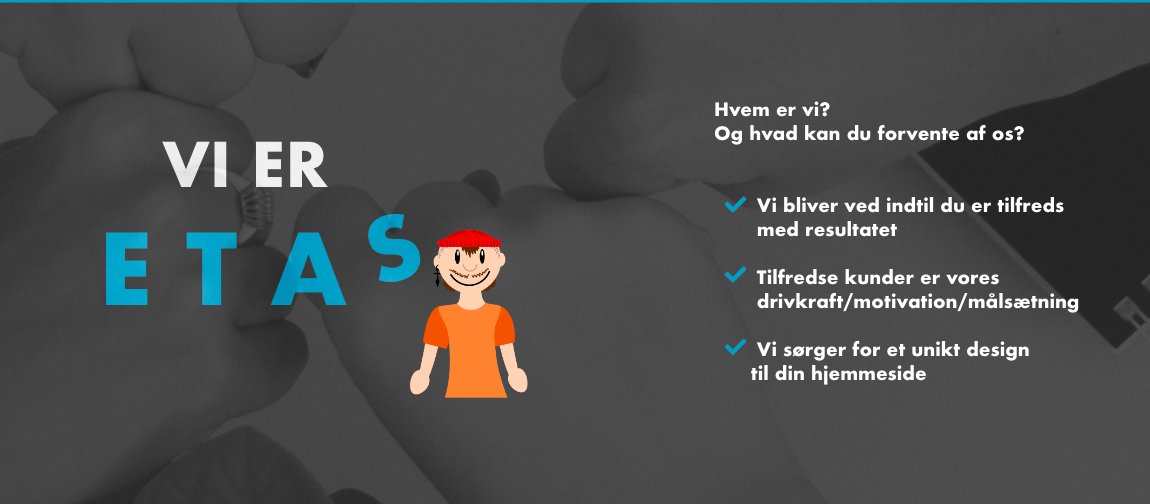 VI ER
ETAS
Hvem er vi?
Og hvad kan du forvente af os?
Vi bliver ved indtil du er tilfreds
med resultatet
Tilfredse kunder er vores
drivkraft/motivation/målsætning
Vi sørger for et unikt design
til din hjemmeside